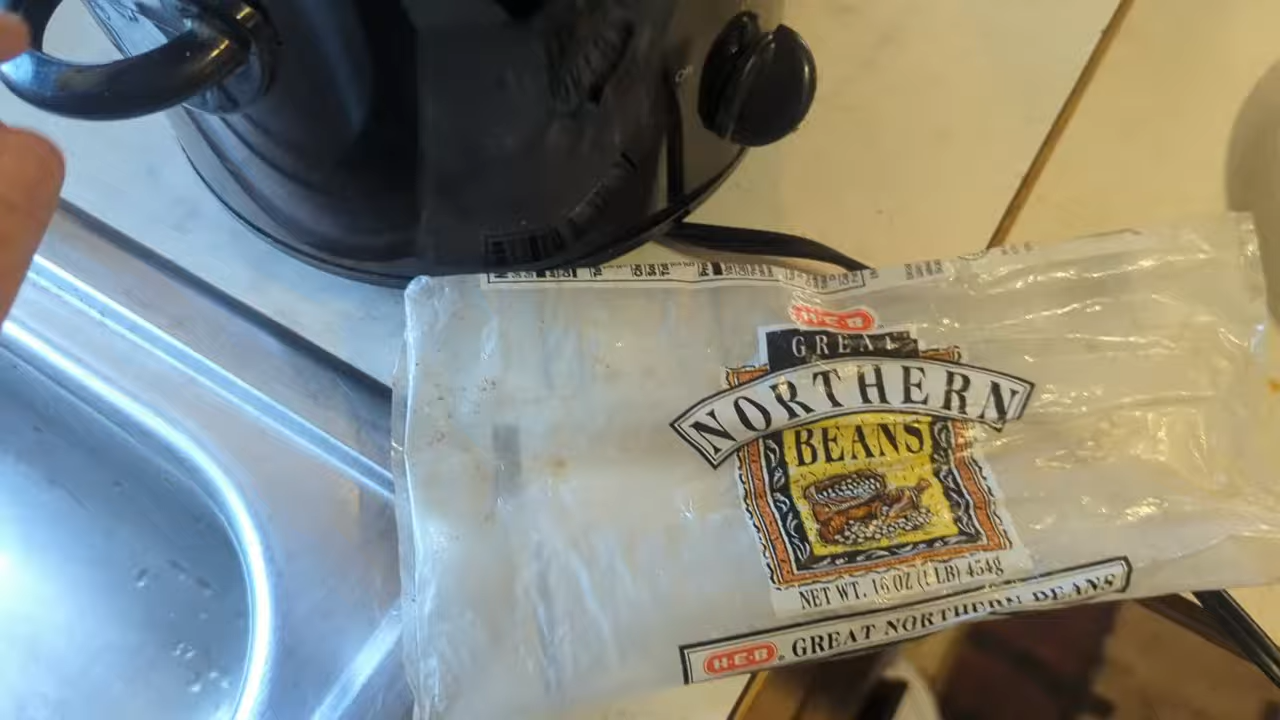 H-E-B
GREAT
NORTHERN
BEANS
NET WT. 16 OZ (1 LB) 454g
H-E-B® GREAT NORTHERN BEANS